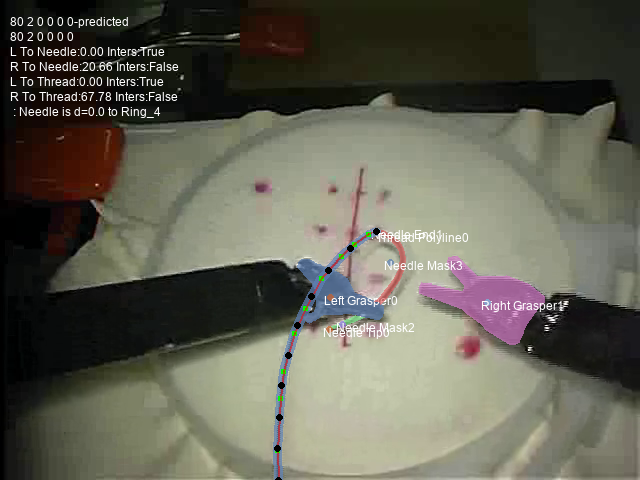 80 2 0 0 0 0-predicted
80 2 0 0 0 0
L To Needle:0.00 Inters:True
R To Needle:20.66 Inters:False
L To Thread:0.00 Inters:True
R To Thread:67.78 Inters:False
: Needle is d=0.0 to Ring_4
Needle End1
Thread Polyline0
Needle Mask3
Left Grasper0
Right Grasper1
Needle Mask2
Needle Tip0